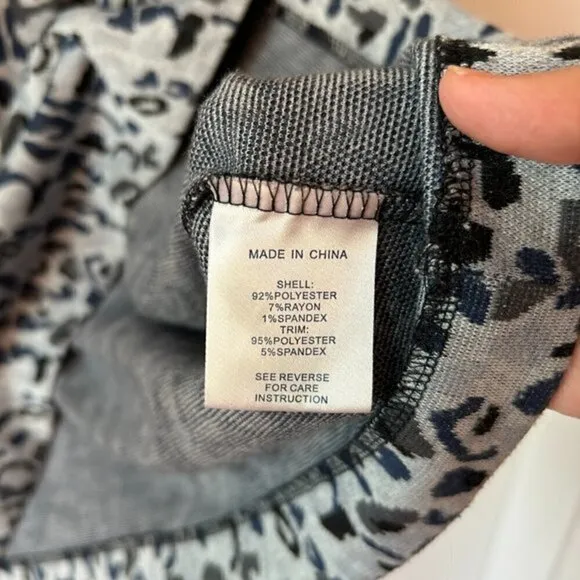 MADE IN CHINA
SHELL:
92%POLYESTER
7%RAYON
1%SPANDEX
TRIM:
95%POLYESTER
5%SPANDEX
SEE REVERSE
FOR CARE
INSTRUCTION